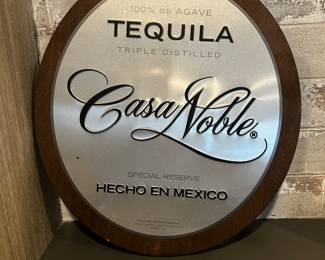 100% de AGAVE
TEQUILA
TRIPLE DISTILLED
Casa Noble®
SPECIAL RESERVE
HECHO EN MEXICO